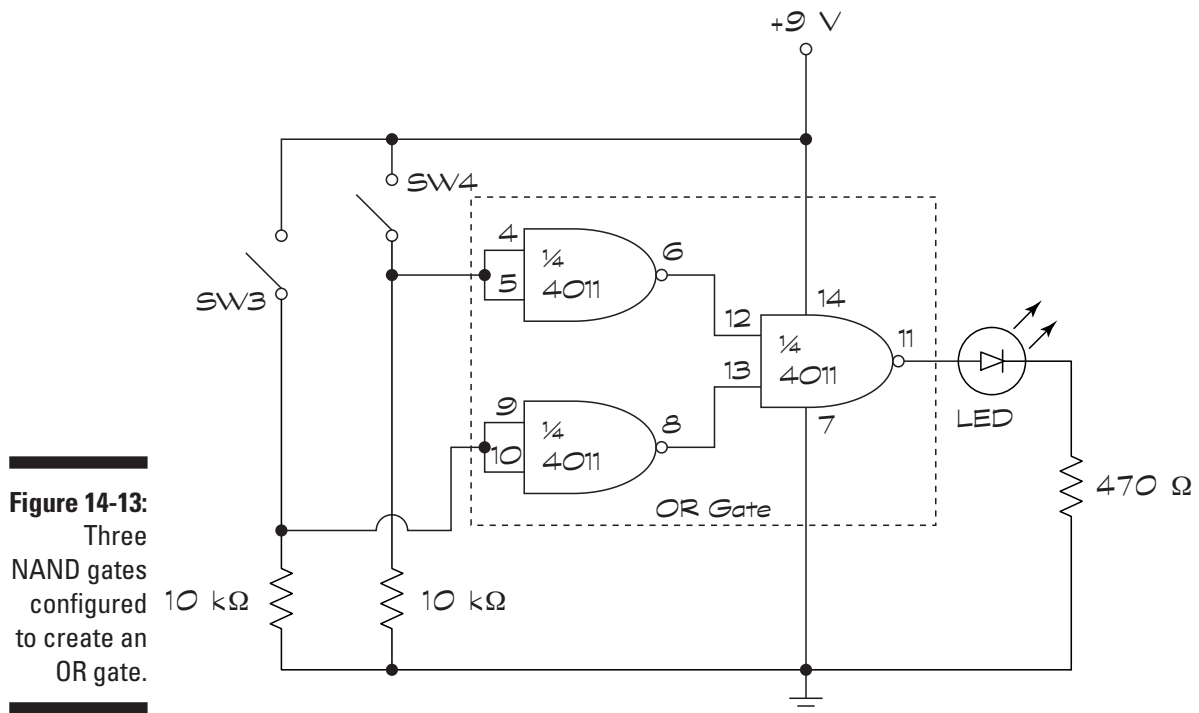 +9 V
SW4
SW3
4
5
¼
4011
6
12
13
14
¼
4011
11
7
LED
9
10
¼
4011
8
OR Gate
470 Ω
10 kΩ
10 kΩ
Figure 14-13:
Three
NAND gates
configured
to create an
OR gate.